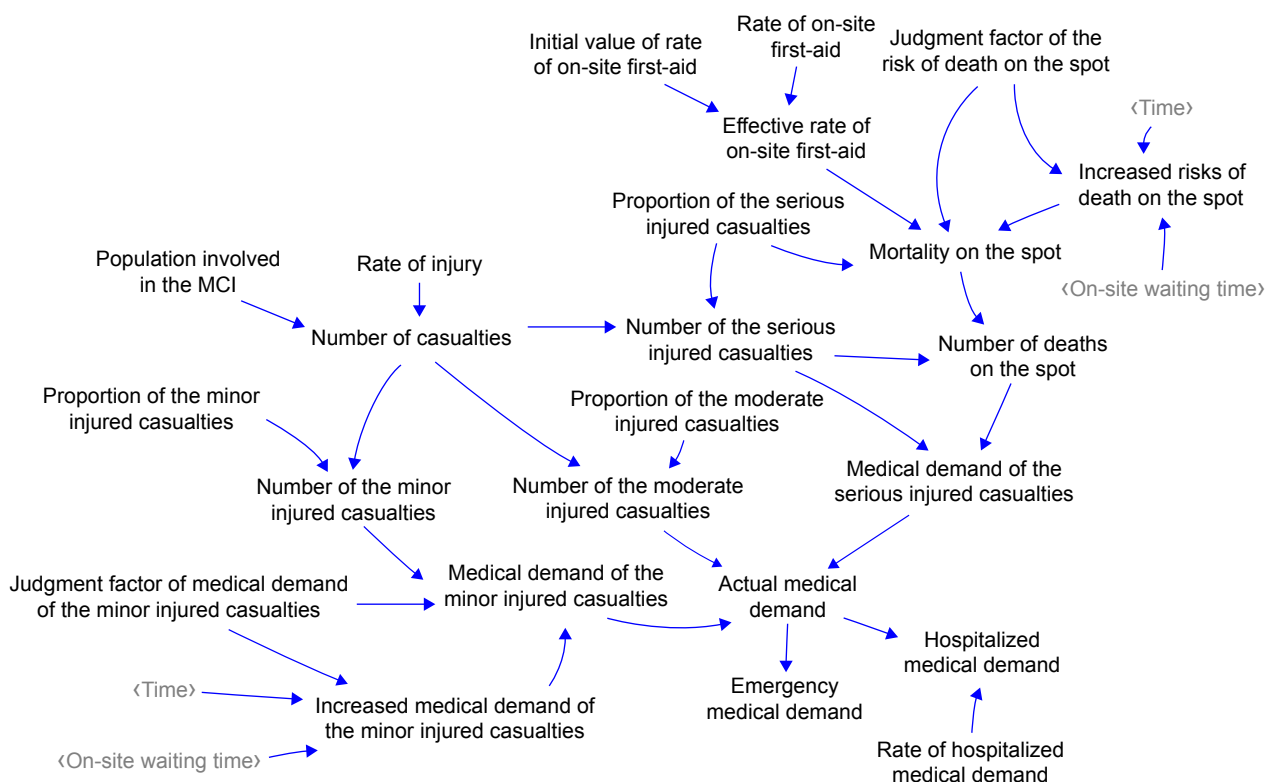 Rate of on-site
first-aid
Initial value of rate
of on-site first-aid
Judgment factor of the
risk of death on the spot
‹Time›
Effective rate of
on-site first-aid
Increased risks of
death on the spot
Proportion of the serious
injured casualties
Mortality on the spot
Population involved
in the MCI
Rate of injury
‹On-site waiting time›
Number of casualties
Number of the serious
injured casualties
Number of deaths
on the spot
Proportion of the minor
injured casualties
Proportion of the moderate
injured casualties
Number of the minor
injured casualties
Number of the moderate
injured casualties
Medical demand of the
serious injured casualties
Judgment factor of medical demand
of the minor injured casualties
Medical demand of the
minor injured casualties
Actual medical
demand
Hospitalized
medical demand
‹Time›
Increased medical demand of
the minor injured casualties
Emergency
medical demand
‹On-site waiting time›
Rate of hospitalized
medical demand